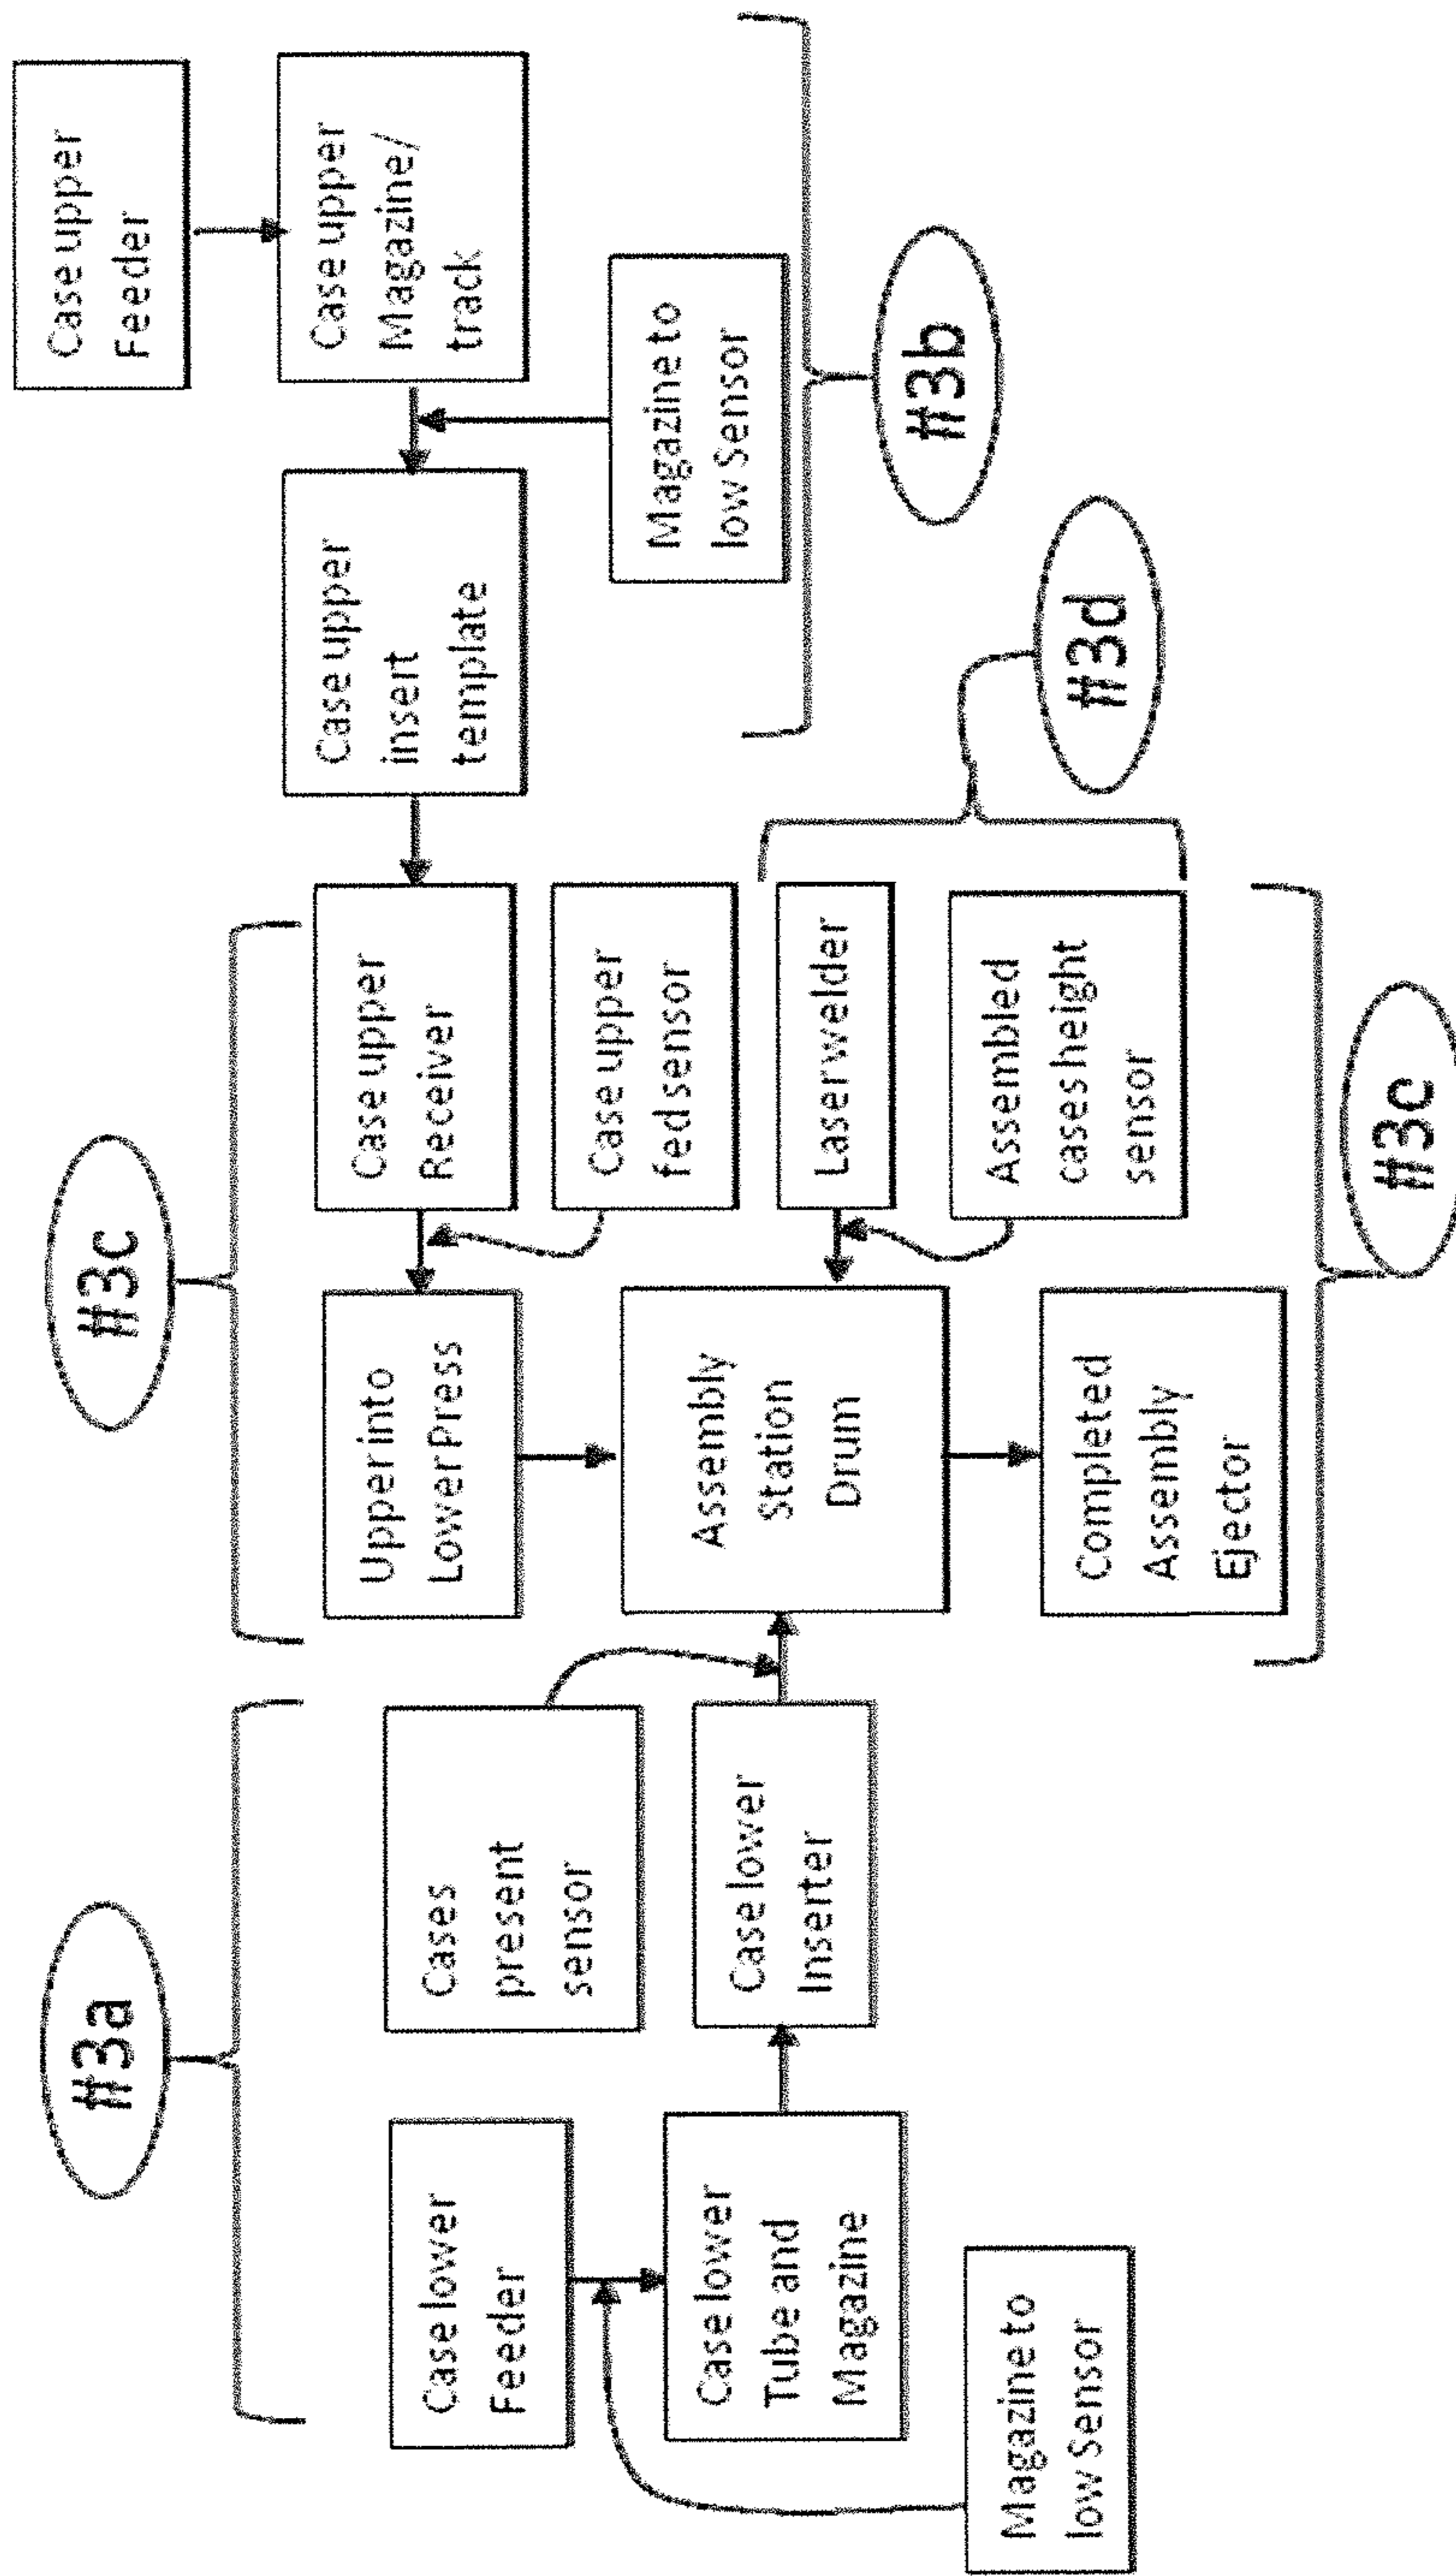 #3a
#3c
Case lower
Feeder
Cases
present
sensor
Upper into
Lower Press
Case upper
Receiver
Case upper
insert
template
Case upper
Magazine/
track
Case upper
Feeder
Case upper
fed sensor
Magazine to
low Sensor
Case lower
Tube and
Magazine
Case lower
Inserter
Assembly
Station
Drum
Laser welder
#3b
Assembled
cases height
sensor
#3d
Magazine to
low Sensor
Completed
Assembly
Ejector
#3c